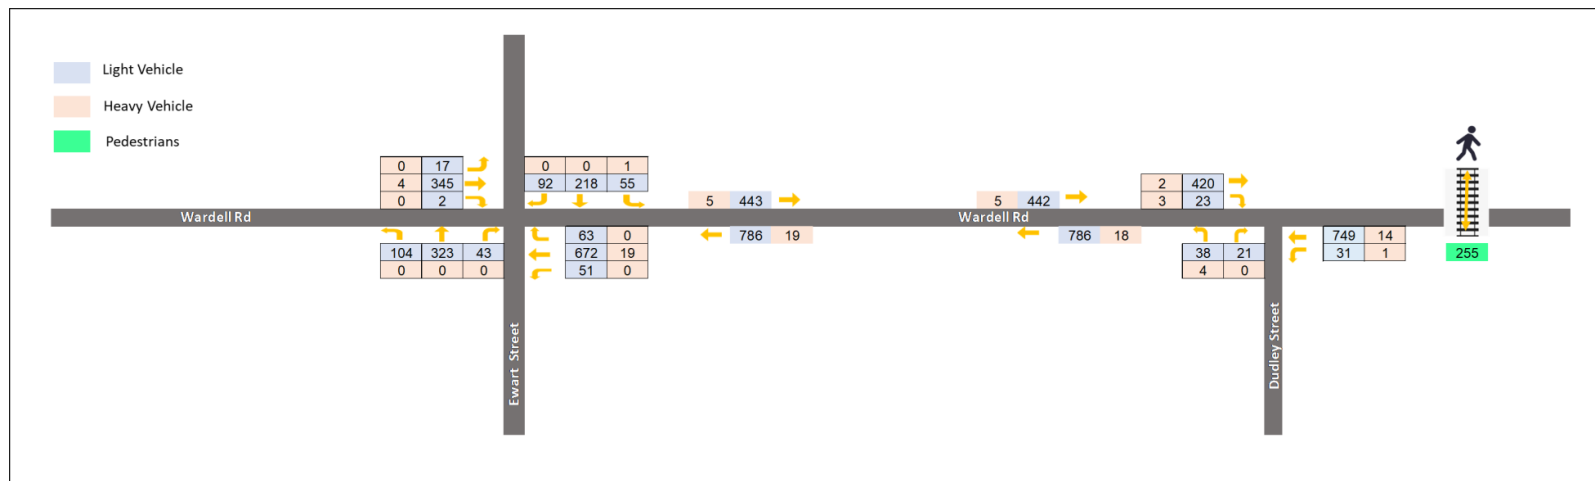 Light Vehicle
Heavy Vehicle
Pedestrians
0 17
4 345
0 2
0 0 1
92 218 55
5 443
5 442
2 420
3 23
Wardell Rd
Wardell Rd
104 323 43
0 0 0
63 0
672 19
51 0
786 19
786 18
38 21
4 0
749 14
31 1
255
Ewart Street
Dudley Street